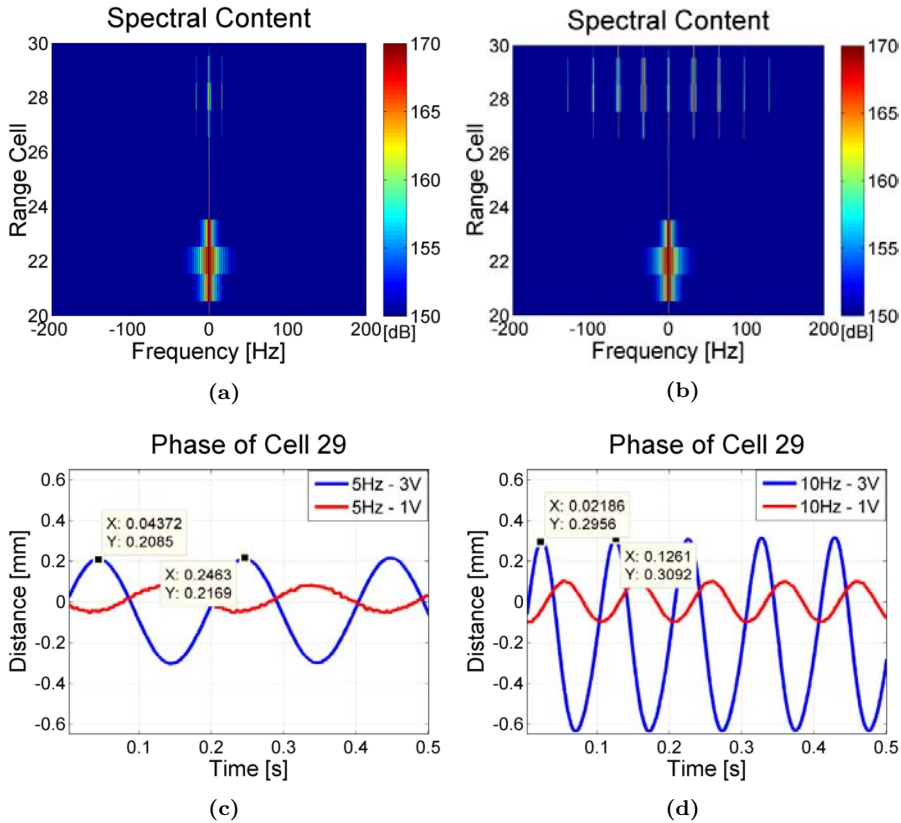 Spectral Content
30
28
26
24
22
20
Range Cell
-200
-100
0
100
200
Frequency [Hz]
170
165
160
155
150
[dB]
(a)
Spectral Content
30
28
26
24
22
20
Range Cell
-200
-100
0
100
200
Frequency [Hz]
170
165
160
155
150
[dB]
(b)
Phase of Cell 29
0.6
0.4
0.2
0
-0.2
-0.4
-0.6
Distance [mm]
5Hz - 3V
5Hz - 1V
X: 0.04372
Y: 0.2085
X: 0.2463
Y: 0.2169
0.1
0.2
0.3
0.4
0.5
Time [s]
(c)
Phase of Cell 29
0.6
0.4
0.2
0
-0.2
-0.4
-0.6
Distance [mm]
10Hz - 3V
10Hz - 1V
X: 0.02186
Y: 0.2956
X: 0.1261
Y: 0.3092
0.1
0.2
0.3
0.4
0.5
Time [s]
(d)